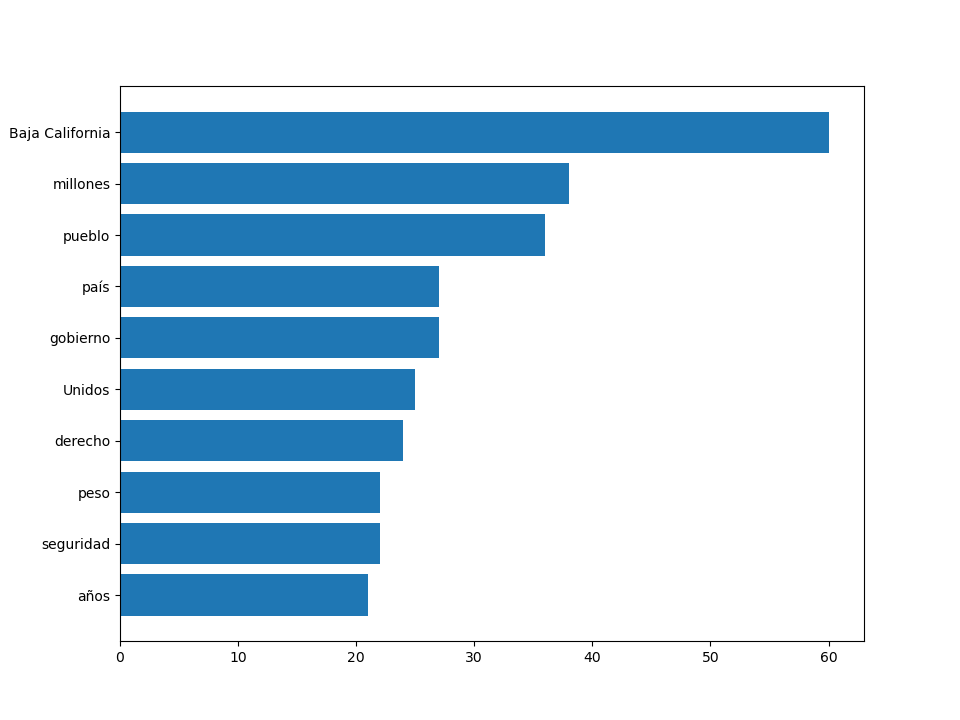 Baja California
millones
pueblo
país
gobierno
Unidos
derecho
peso
seguridad
años
0 10 20 30 40 50 60